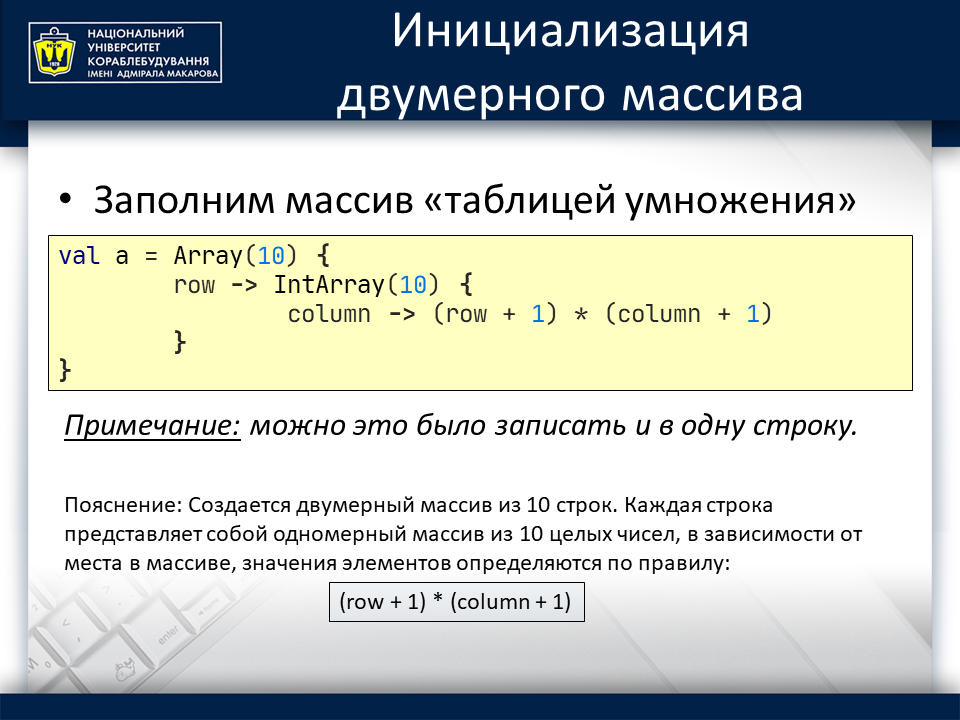 НАЦІОНАЛЬНИЙ
УНІВЕРСИТЕТ
КОРАБЛЕБУДУВАННЯ
ІМЕНІ АДМІРАЛА МАКАРОВА
НУК
1920
Инициализация
двумерного массива
• Заполним массив «таблицей умножения»
val a = Array(10) {
        row -> IntArray(10) {
                column -> (row + 1) * (column + 1)
        }
}
Примечание: можно это было записать и в одну строку.
Пояснение: Создается двумерный массив из 10 строк. Каждая строка
представляет собой одномерный массив из 10 целых чисел, в зависимости от
места в массиве, значения элементов определяются по правилу:
(row + 1) * (column + 1)
enter